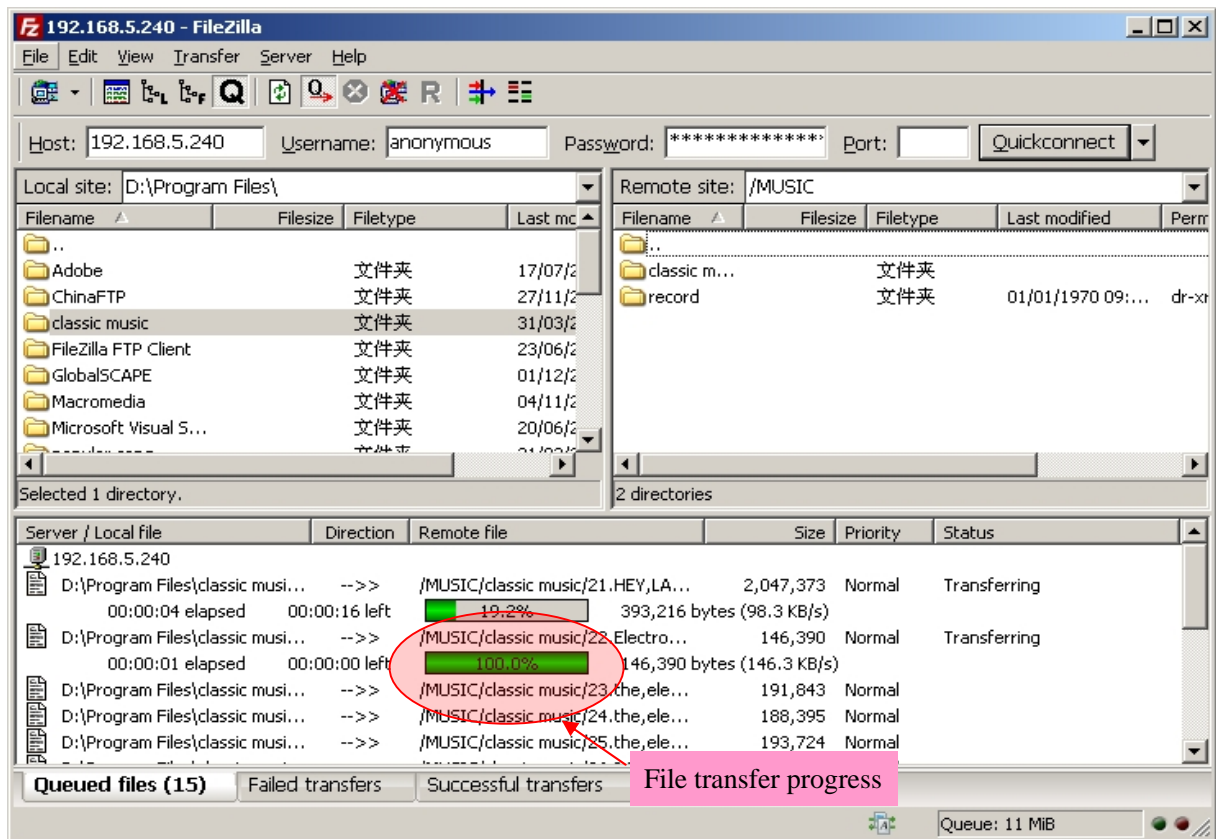 192.168.5.240 - FileZilla
File Edit View Transfer Server Help
Host: 192.168.5.240 Username: anonymous Password: ************* Port: Quickconnect
Local site: D:\Program Files\
Filename Filesize Filetype Last mc
..
Adobe 文件夹 17/07/2
ChinaFTP 文件夹 27/11/2
classic music 文件夹 31/03/2
FileZilla FTP Client 文件夹 23/06/2
GlobalSCAPE 文件夹 01/12/2
Macromedia 文件夹 04/11/2
Microsoft Visual S... 文件夹 20/06/2
Selected 1 directory.
Remote site: /MUSIC
Filename Filesize Filetype Last modified Perm
..
classic m... 文件夹
record 文件夹 01/01/1970 09:... dr-xr
2 directories
Server / Local file Direction Remote file Size Priority Status
192.168.5.240
D:\Program Files\classic musi... -->> /MUSIC/classic music/21.HEY,LA... 2,047,373 Normal Transferring
00:00:04 elapsed 00:00:16 left 19.2% 393,216 bytes (98.3 KB/s)
D:\Program Files\classic musi... -->> /MUSIC/classic music/22.Electro... 146,390 Normal Transferring
00:00:01 elapsed 00:00:00 left 100.0% 146,390 bytes (146.3 KB/s)
D:\Program Files\classic musi... -->> /MUSIC/classic music/23.the,ele... 191,843 Normal
D:\Program Files\classic musi... -->> /MUSIC/classic music/24.the,ele... 188,395 Normal
D:\Program Files\classic musi... -->> /MUSIC/classic music/25.the,ele... 193,724 Normal
File transfer progress
Queued files (15) Failed transfers Successful transfers
Queue: 11 MiB